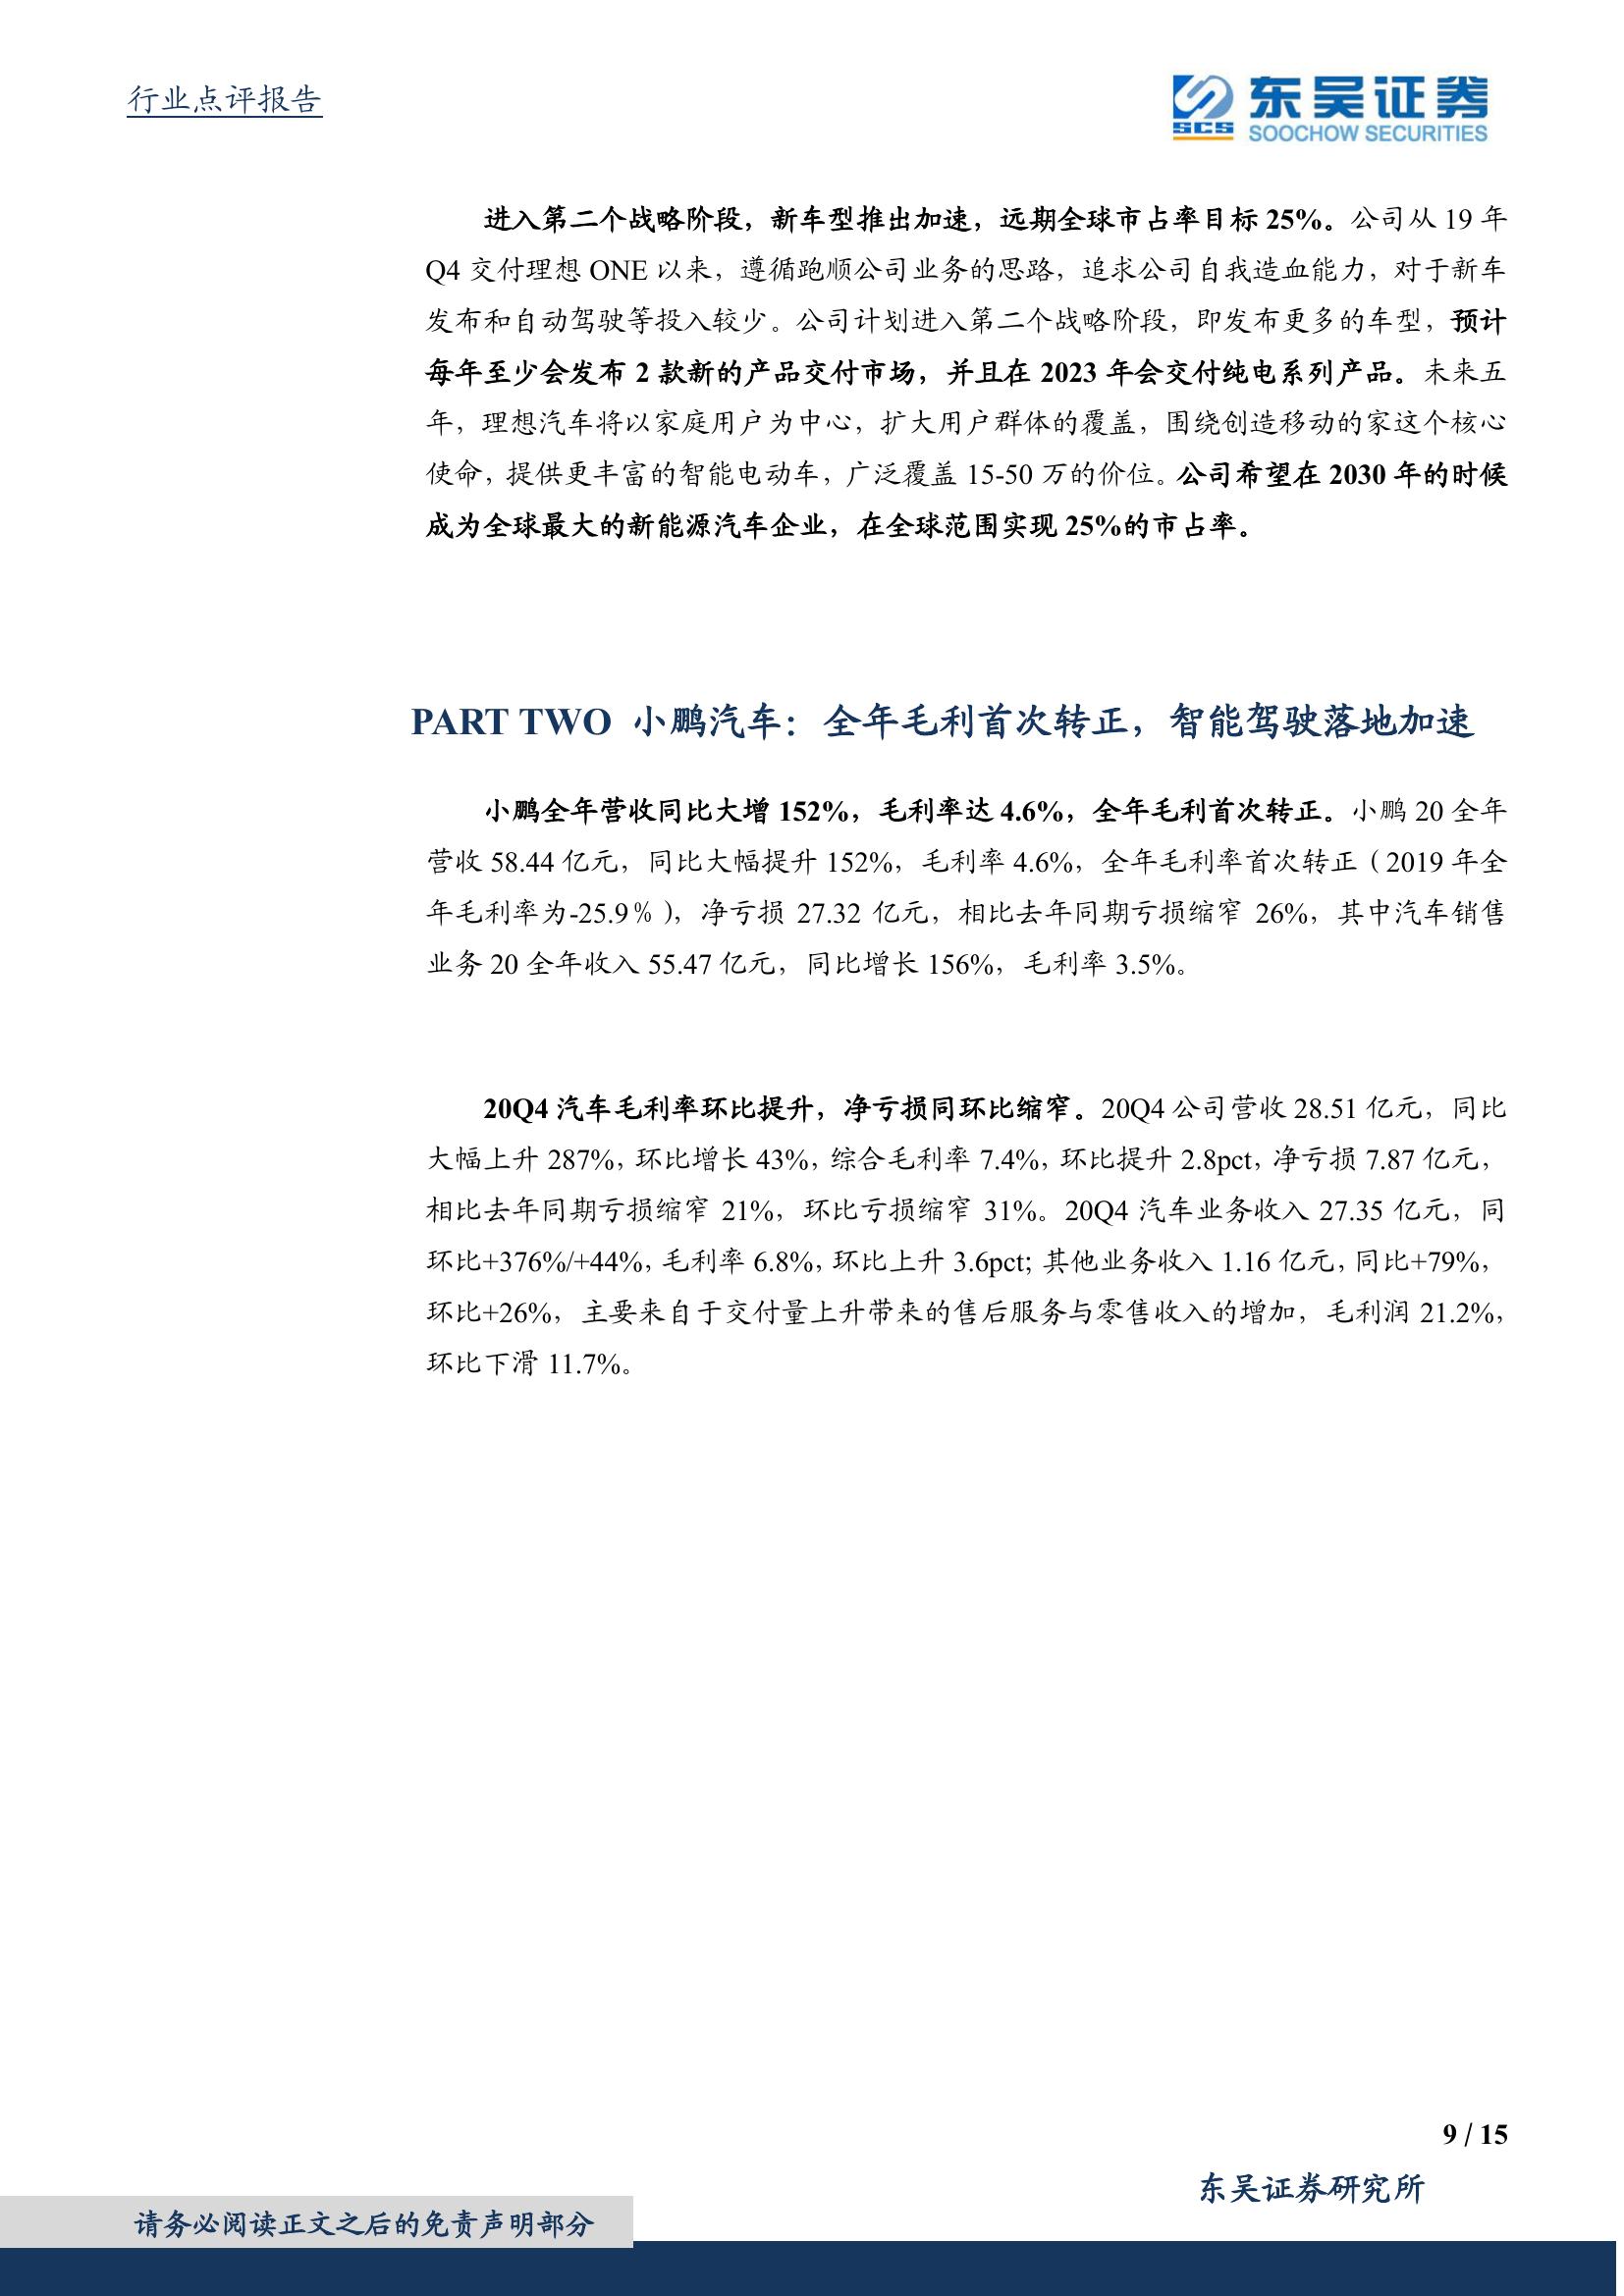 行业点评报告
东吴证券
SCS
SOOCHOW SECURITIES
进入第二个战略阶段，新车型推出加速，远期全球市占率目标 25%。公司从 19 年
Q4 交付理想 ONE 以来，遵循跑顺公司业务的思路，追求公司自我造血能力，对于新车
发布和自动驾驶等投入较少。公司计划进入第二个战略阶段，即发布更多的车型，预计
每年至少会发布 2 款新的产品交付市场，并且在 2023 年会交付纯电系列产品。未来五
年，理想汽车将以家庭用户为中心，扩大用户群体的覆盖，围绕创造移动的家这个核心
使命，提供更丰富的智能电动车，广泛覆盖 15-50 万的价位。公司希望在 2030 年的时候
成为全球最大的新能源汽车企业，在全球范围实现 25%的市占率。
PART TWO 小鹏汽车：全年毛利首次转正，智能驾驶落地加速
小鹏全年营收同比大增 152%，毛利率达 4.6%，全年毛利首次转正。小鹏 20 全年
营收 58.44 亿元，同比大幅提升 152%，毛利率 4.6%，全年毛利率首次转正（2019 年全
年毛利率为-25.9％），净亏损 27.32 亿元，相比去年同期亏损缩窄 26%，其中汽车销售
业务 20 全年收入 55.47 亿元，同比增长 156%，毛利率 3.5%。
20Q4 汽车毛利率环比提升，净亏损同环比缩窄。20Q4 公司营收 28.51 亿元，同比
大幅上升 287%，环比增长 43%，综合毛利率 7.4%，环比提升 2.8pct，净亏损 7.87 亿元，
相比去年同期亏损缩窄 21%，环比亏损缩窄 31%。20Q4 汽车业务收入 27.35 亿元，同
环比+376%/+44%，毛利率 6.8%，环比上升 3.6pct；其他业务收入 1.16 亿元，同比+79%，
环比+26%，主要来自于交付量上升带来的售后服务与零售收入的增加，毛利润 21.2%，
环比下滑 11.7%。
9 / 15
东吴证券研究所
请务必阅读正文之后的免责声明部分